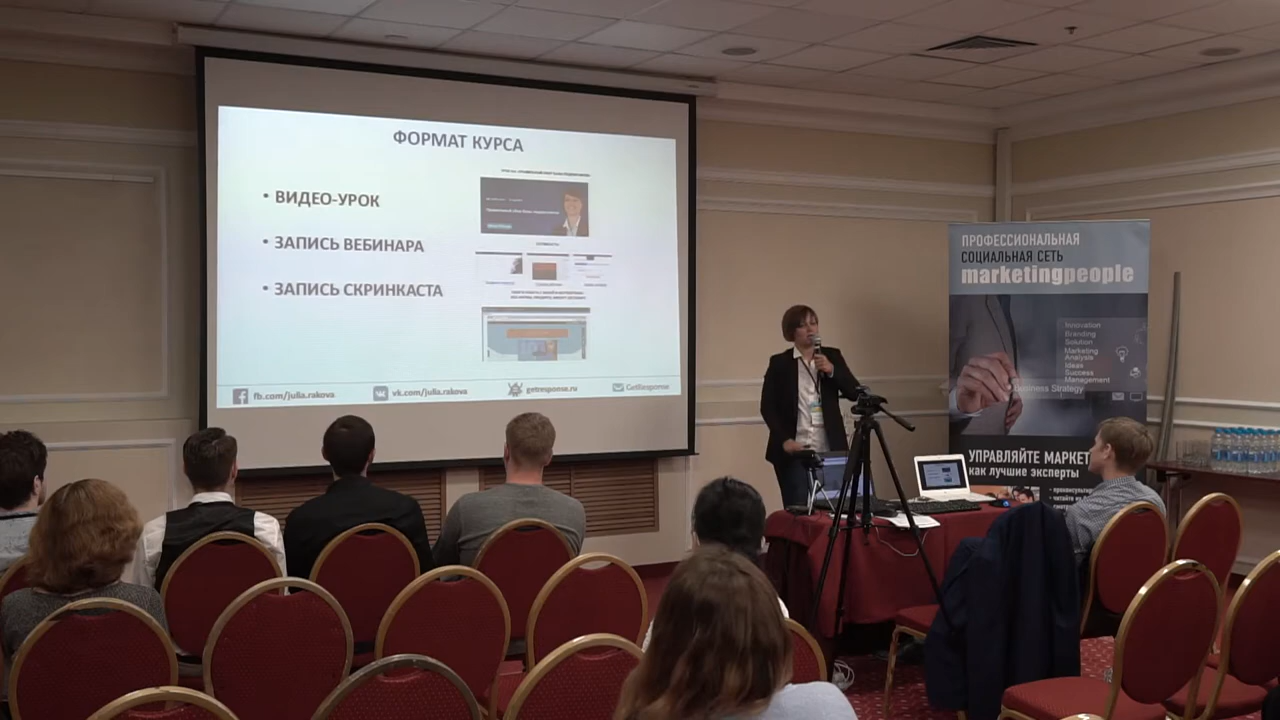 ФОРМАТ КУРСА
• ВИДЕО-УРОК
• ЗАПИСЬ ВЕБИНАРА
• ЗАПИСЬ СКРИНКАСТА
fb.com/julia.rakova
vk.com/julia.rakova
getresponse.ru
GetResponse
ПРОФЕССИОНАЛЬНАЯ
СОЦИАЛЬНАЯ СЕТЬ
marketingpeople
Innovation
Branding
Solution
Marketing
Analysis
Ideas
Success
Management
business Strategy
УПРАВЛЯЙТЕ МАРКЕТ
как лучшие эксперты